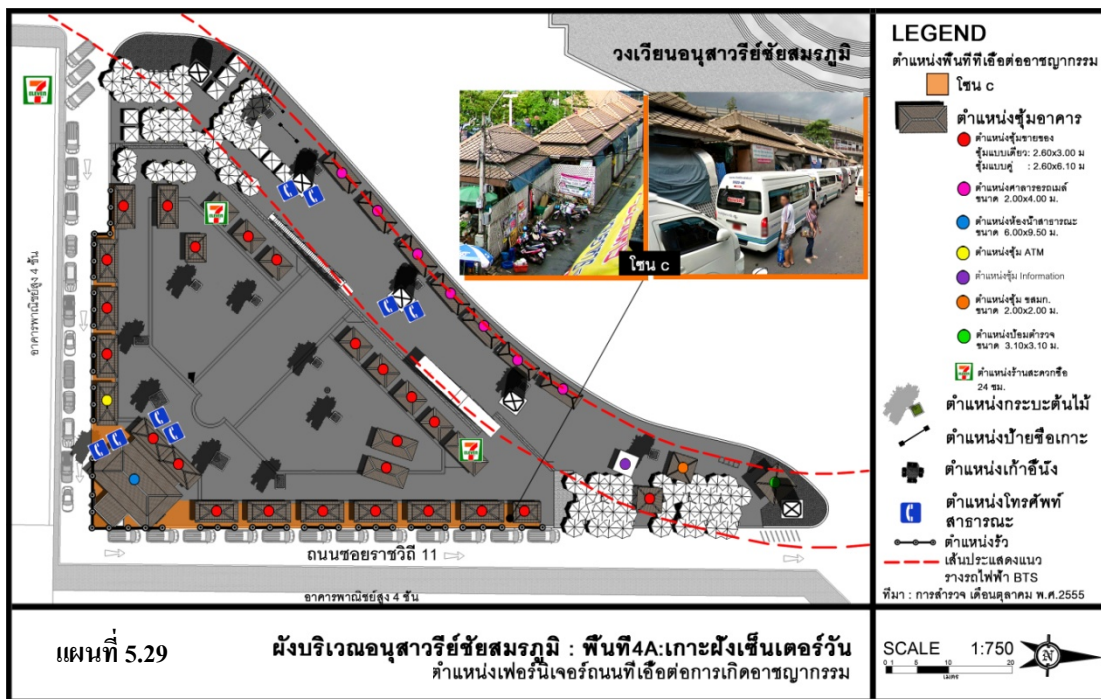 วงเวียนอนุสาวรีย์ชัยสมรภูมิ
7
ELEVEN
อาคารพาณิชย์สูง 4 ชั้น
โซน c
ถนนซอยราชวิถี 11
อาคารพาณิชย์สูง 4 ชั้น
LEGEND
ตำแหน่งพื้นที่ที่เอื้อต่ออาชญากรรม
โซน c
ตำแหน่งซุ้มอาคาร
ตำแหน่งซุ้มขายของ
ซุ้มแบบเดี่ยว: 2.60x3.00 ม
ซุ้มแบบคู่ : 2.60x6.10 ม
ตำแหน่งศาลารอรถเมล์
ขนาด 2.00x4.00 ม.
ตำแหน่งห้องน้ำสาธารณะ
ขนาด 6.00x9.50 ม.
ตำแหน่งซุ้ม ATM
ตำแหน่งซุ้ม Information
ตำแหน่งซุ้ม ขสมก.
ขนาด 2.00x2.00 ม.
ตำแหน่งป้อมตำรวจ
ขนาด 3.10x3.10 ม.
ตำแหน่งร้านสะดวกซื้อ
24 ชม.
ตำแหน่งกระบะต้นไม้
ตำแหน่งป้ายชื่อเกาะ
ตำแหน่งเก้าอี้นั่ง
ตำแหน่งโทรศัพท์
สาธารณะ
ตำแหน่งรั้ว
เส้นประแสดงแนว
รางรถไฟฟ้า BTS
ที่มา : การสำรวจ เดือนตุลาคม พ.ศ.2555
แผนที่ 5.29
ผังบริเวณอนุสาวรีย์ชัยสมรภูมิ : พื้นที่4A:เกาะฝั่งเซ็นเตอร์วัน
ตำแหน่งเฟอร์นิเจอร์ถนนที่เอื้อต่อการเกิดอาชญากรรม
SCALE 1:750
0 1 5 10 20
เมตร
N